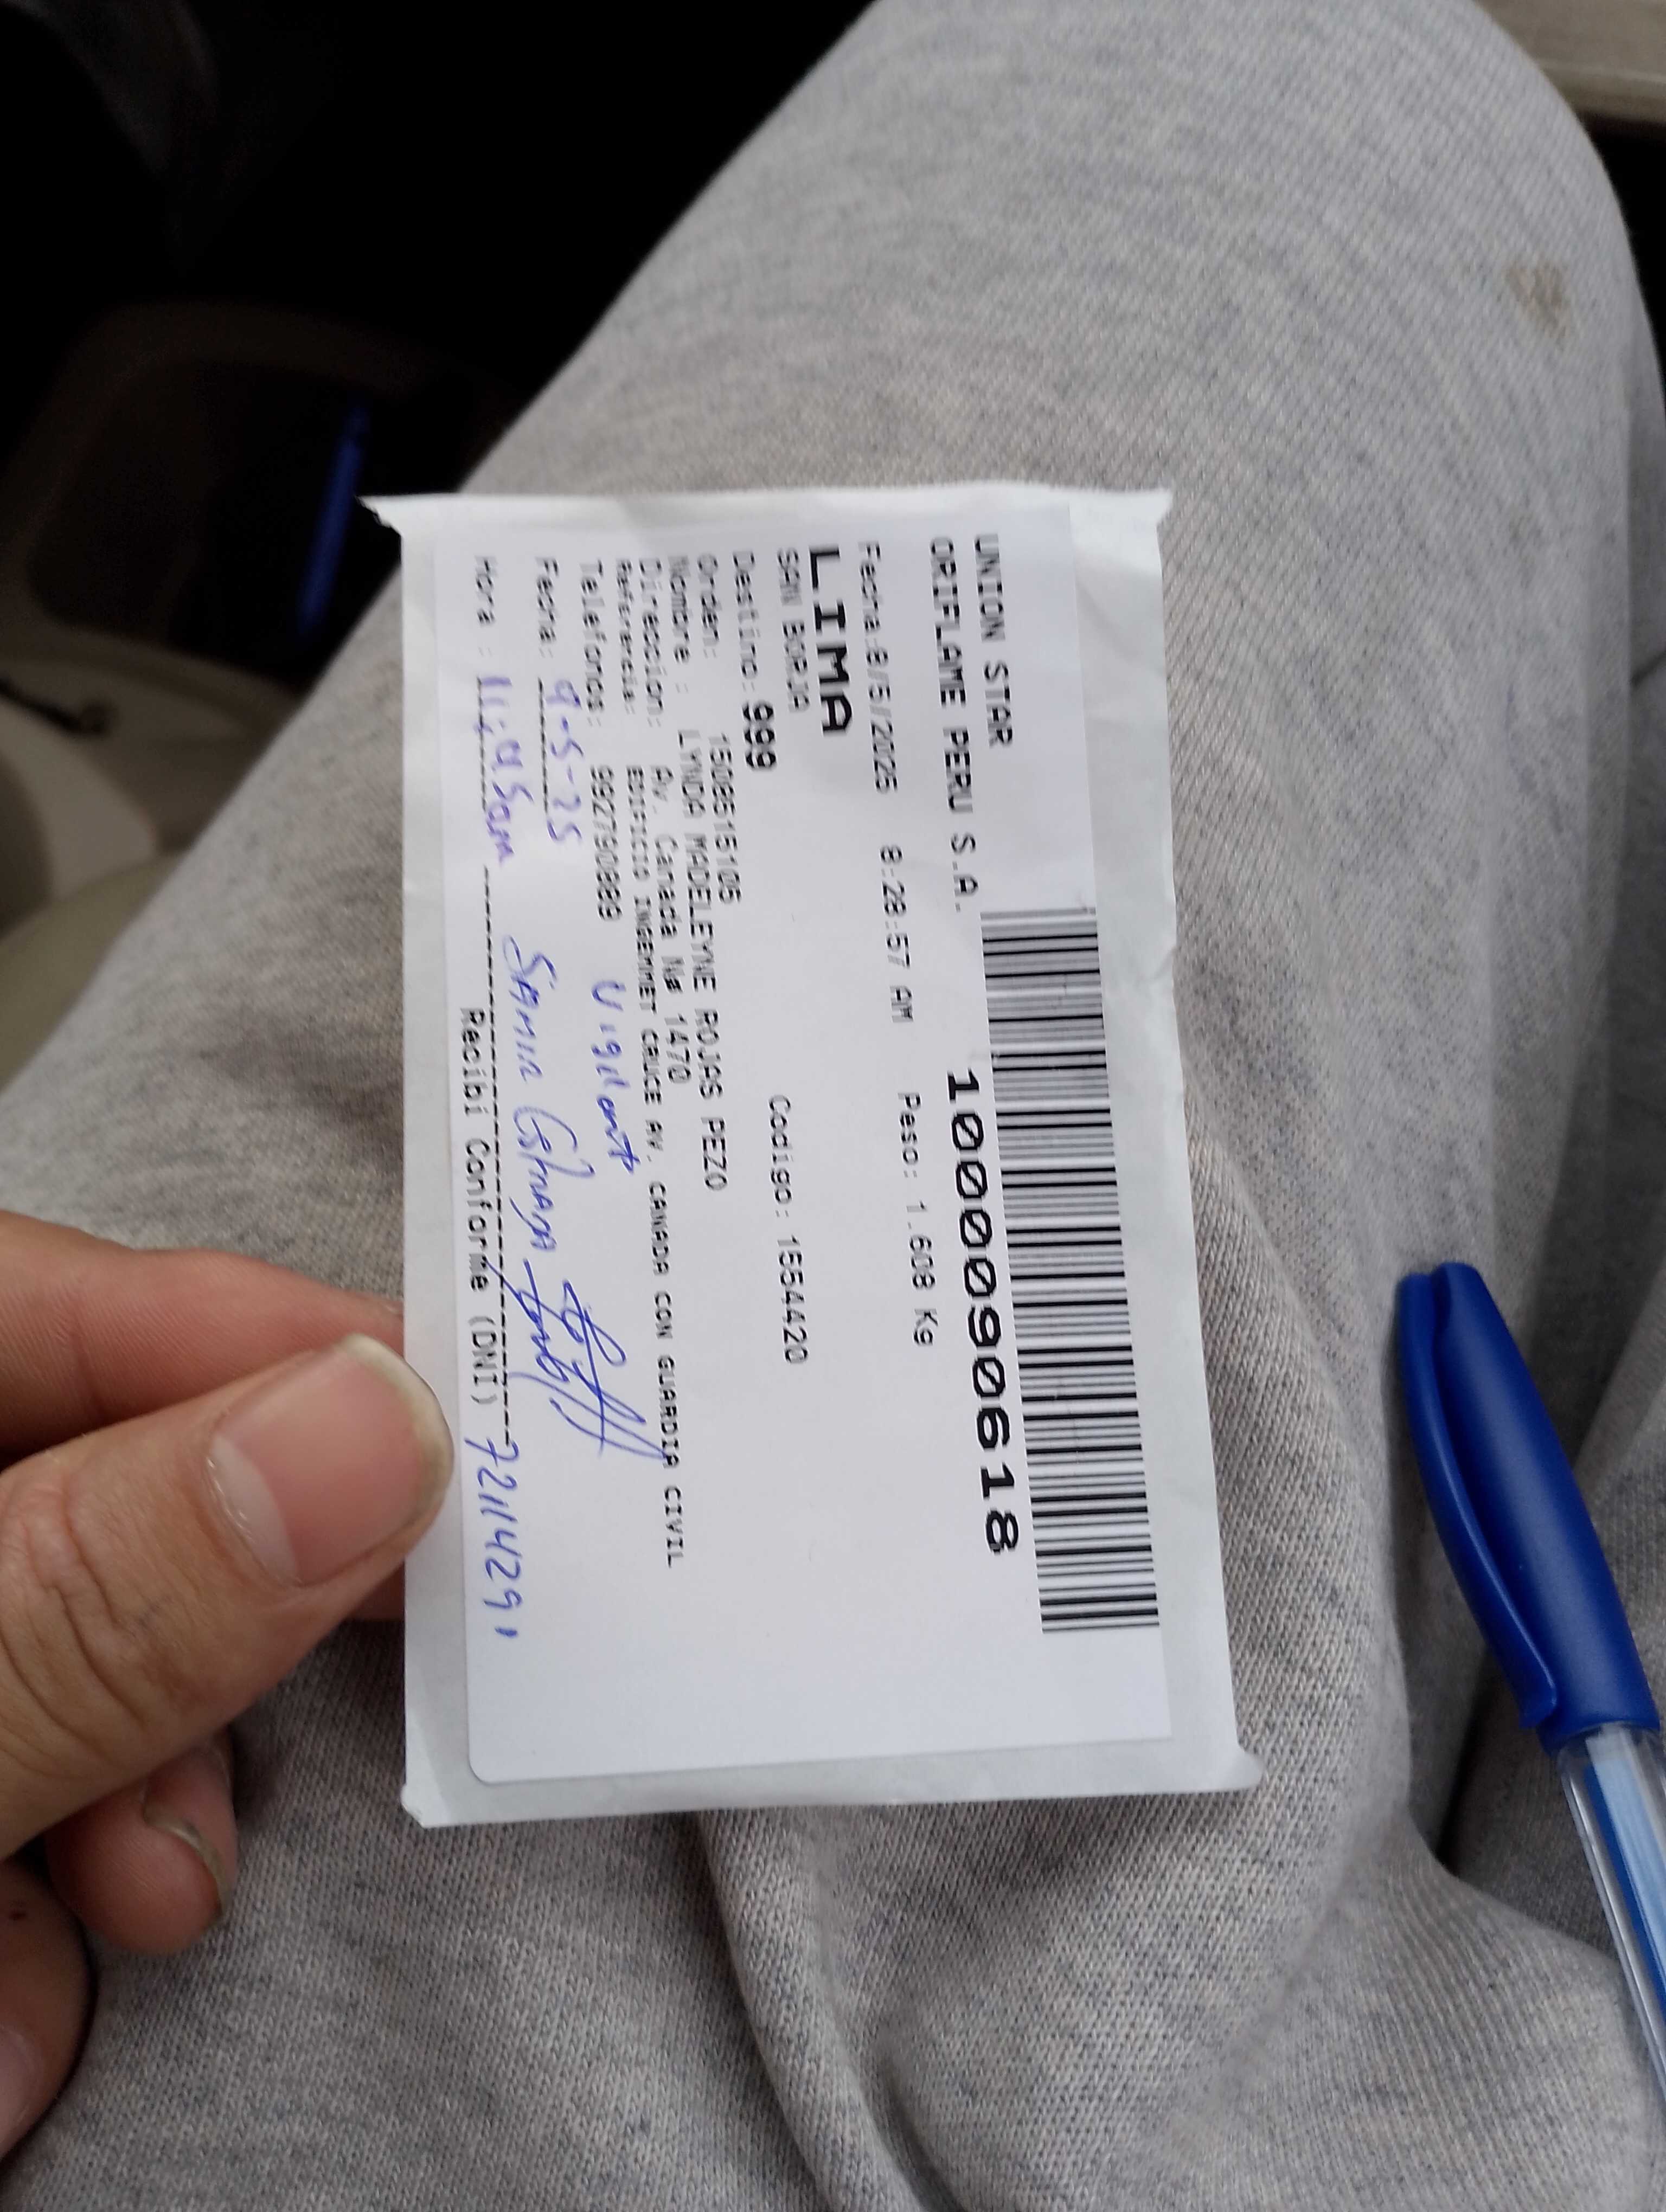 UNION STAR
ORIFLAME PERU S.A.
1000090618
Fecha:8/5/2025 8:28:57 AM Peso: 1.608 Kg
LIMA
SAN BORJA
Destino: 999 Codigo: 1554420
Orden: 1508515105
Nombre : LYNDA MADELEYNE ROJAS PEZO
Direccion: Av. Canada Nº 1470
Referencia: EDIFICIO INGEMMET CRUCE AV. CANADA CON GUARDIA CIVIL
Telefonos: 992790809 Vigilante
Fecha: 9-5-25
Hora : 11:45am
Recibi Conforme (DNI) 72114291